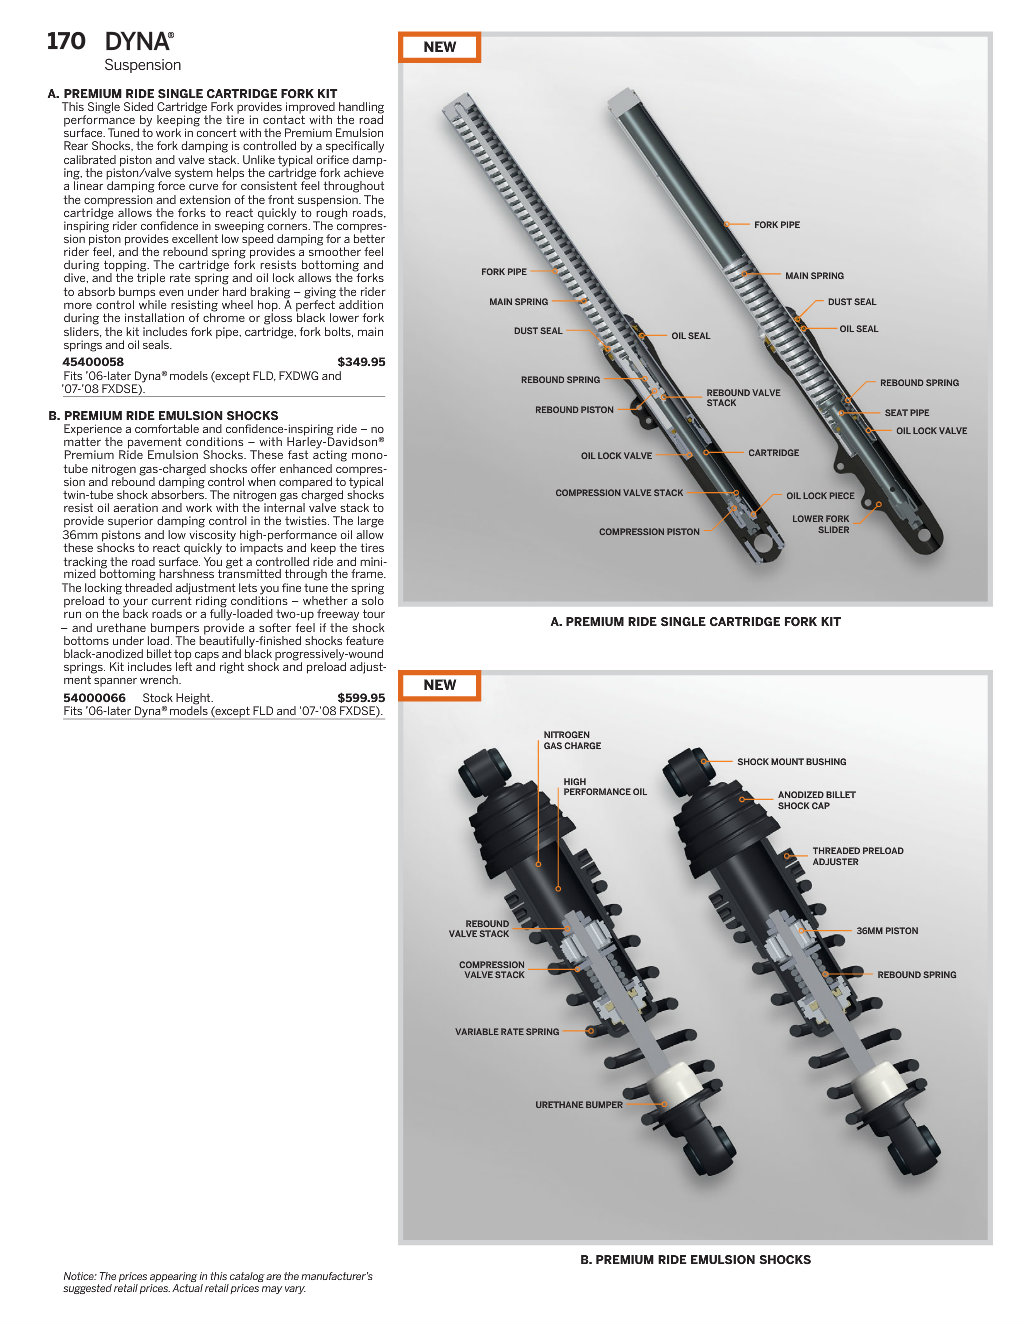 170 DYNA®
Suspension
A. PREMIUM RIDE SINGLE CARTRIDGE FORK KIT
This Single Sided Cartridge Fork provides improved handling
performance by keeping the tire in contact with the road
surface. Tuned to work in concert with the Premium Emulsion
Rear Shocks, the fork damping is controlled by a specifically
calibrated piston and valve stack. Unlike typical orifice damp-
ing, the piston/valve system helps the cartridge fork achieve
a linear damping force curve for consistent feel throughout
the compression and extension of the front suspension. The
cartridge allows the forks to react quickly to rough roads,
inspiring rider confidence in sweeping corners. The compres-
sion piston provides excellent low speed damping for a better
rider feel, and the rebound spring provides a smoother feel
during topping. The cartridge fork resists bottoming and
dive, and the triple rate spring and oil lock allows the forks
to absorb bumps even under hard braking – giving the rider
more control while resisting wheel hop. A perfect addition
during the installation of chrome or gloss black lower fork
sliders, the kit includes fork pipe, cartridge, fork bolts, main
springs and oil seals.
45400058 $349.95
Fits '06-later Dyna® models (except FLD, FXDWG and
'07-'08 FXDSE).
B. PREMIUM RIDE EMULSION SHOCKS
Experience a comfortable and confidence-inspiring ride – no
matter the pavement conditions – with Harley-Davidson®
Premium Ride Emulsion Shocks. These fast acting mono-
tube nitrogen gas-charged shocks offer enhanced compres-
sion and rebound damping control when compared to typical
twin-tube shock absorbers. The nitrogen gas charged shocks
resist oil aeration and work with the internal valve stack to
provide superior damping control in the twisties. The large
36mm pistons and low viscosity high-performance oil allow
these shocks to react quickly to impacts and keep the tires
tracking the road surface. You get a controlled ride and mini-
mized bottoming harshness transmitted through the frame.
The locking threaded adjustment lets you fine tune the spring
preload to your current riding conditions – whether a solo
run on the back roads or a fully-loaded two-up freeway tour
– and urethane bumpers provide a softer feel if the shock
bottoms under load. The beautifully-finished shocks feature
black-anodized billet top caps and black progressively-wound
springs. Kit includes left and right shock and preload adjust-
ment spanner wrench.
54000066 Stock Height. $599.95
Fits '06-later Dyna® models (except FLD and '07-'08 FXDSE).
NEW
FORK PIPE
MAIN SPRING
DUST SEAL
OIL SEAL
REBOUND SPRING
REBOUND PISTON
REBOUND VALVE
STACK
OIL LOCK VALVE
CARTRIDGE
COMPRESSION VALVE STACK
OIL LOCK PIECE
COMPRESSION PISTON
FORK PIPE
MAIN SPRING
DUST SEAL
OIL SEAL
REBOUND SPRING
SEAT PIPE
OIL LOCK VALVE
LOWER FORK
SLIDER
A. PREMIUM RIDE SINGLE CARTRIDGE FORK KIT
NEW
NITROGEN
GAS CHARGE
HIGH
PERFORMANCE OIL
REBOUND
VALVE STACK
COMPRESSION
VALVE STACK
VARIABLE RATE SPRING
URETHANE BUMPER
SHOCK MOUNT BUSHING
ANODIZED BILLET
SHOCK CAP
THREADED PRELOAD
ADJUSTER
36MM PISTON
REBOUND SPRING
B. PREMIUM RIDE EMULSION SHOCKS
Notice: The prices appearing in this catalog are the manufacturer's
suggested retail prices. Actual retail prices may vary.